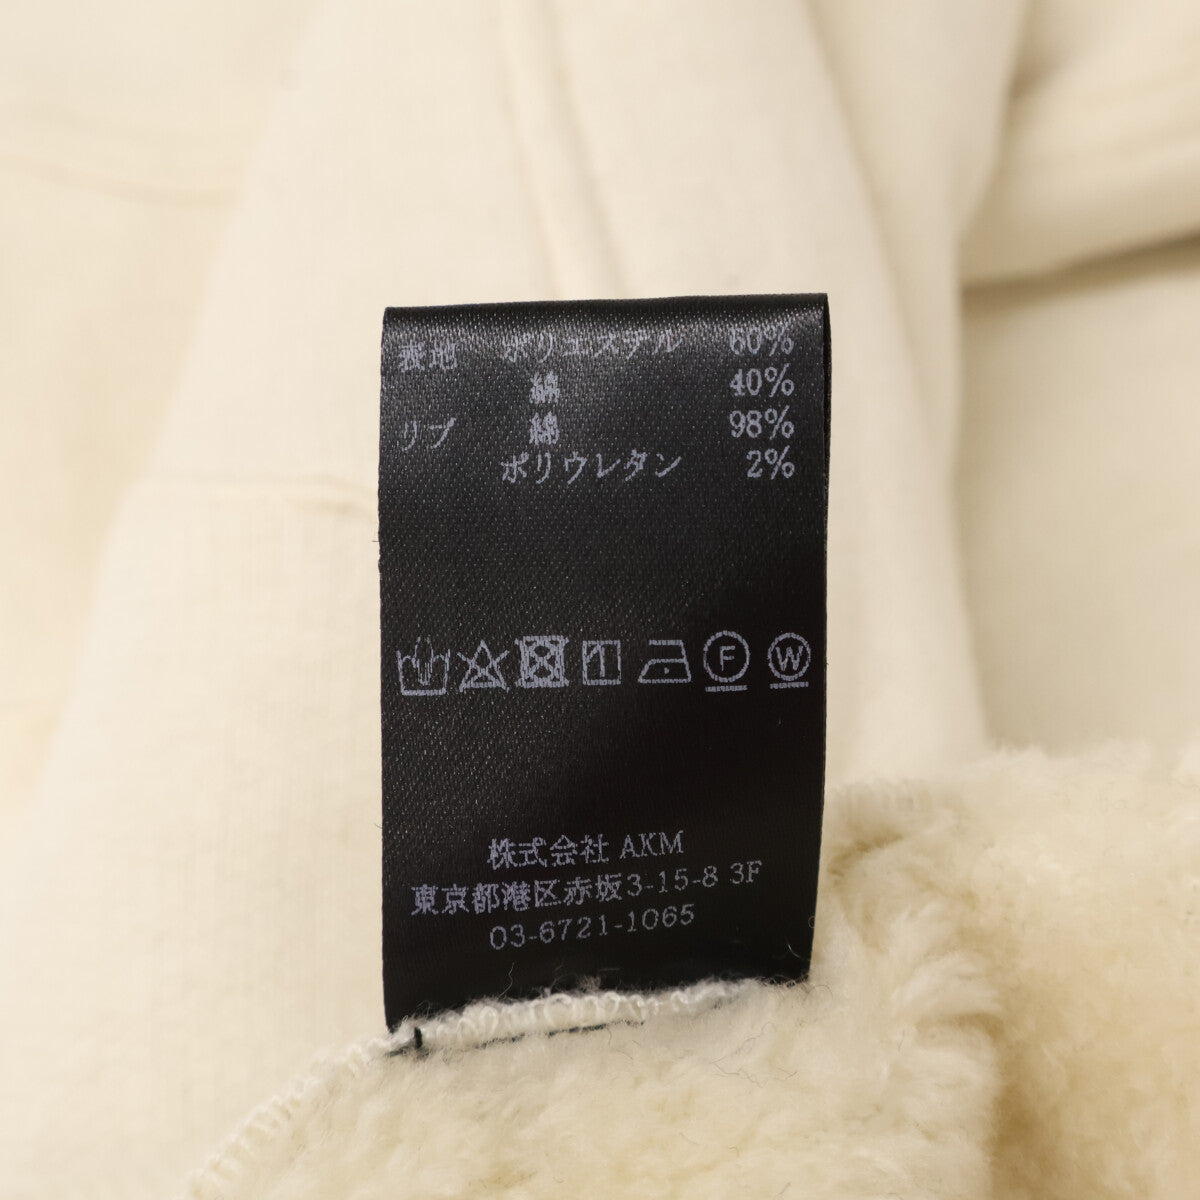 表地 ポリエステル 60%
綿 40%
リブ 綿 98%
ポリウレタン 2%
F W
株式会社 AKM
東京都港区赤坂3-15-8 3F
03-6721-1065